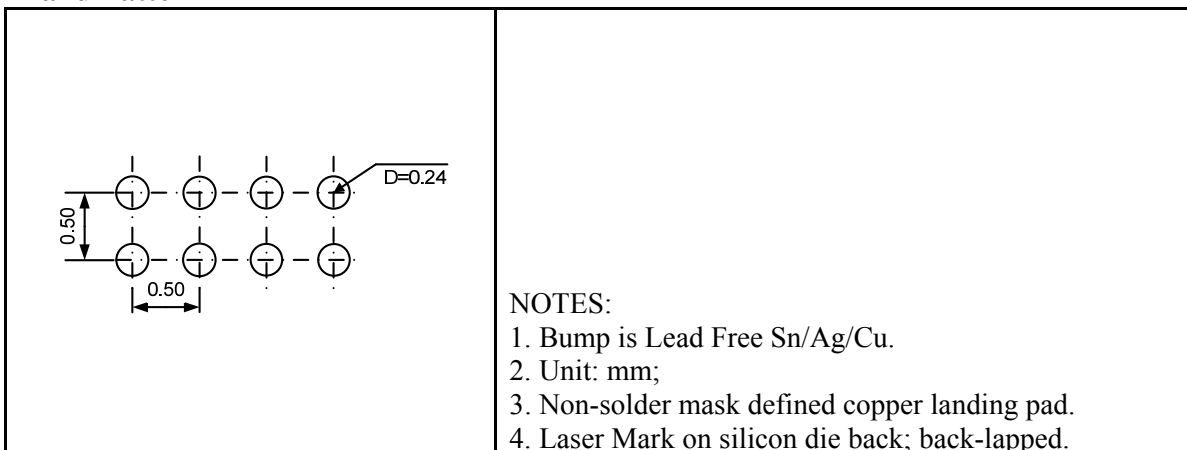 D=0.24
0.50
0.50
NOTES:
1. Bump is Lead Free Sn/Ag/Cu.
2. Unit: mm;
3. Non-solder mask defined copper landing pad.
4. Laser Mark on silicon die back; back-lapped.